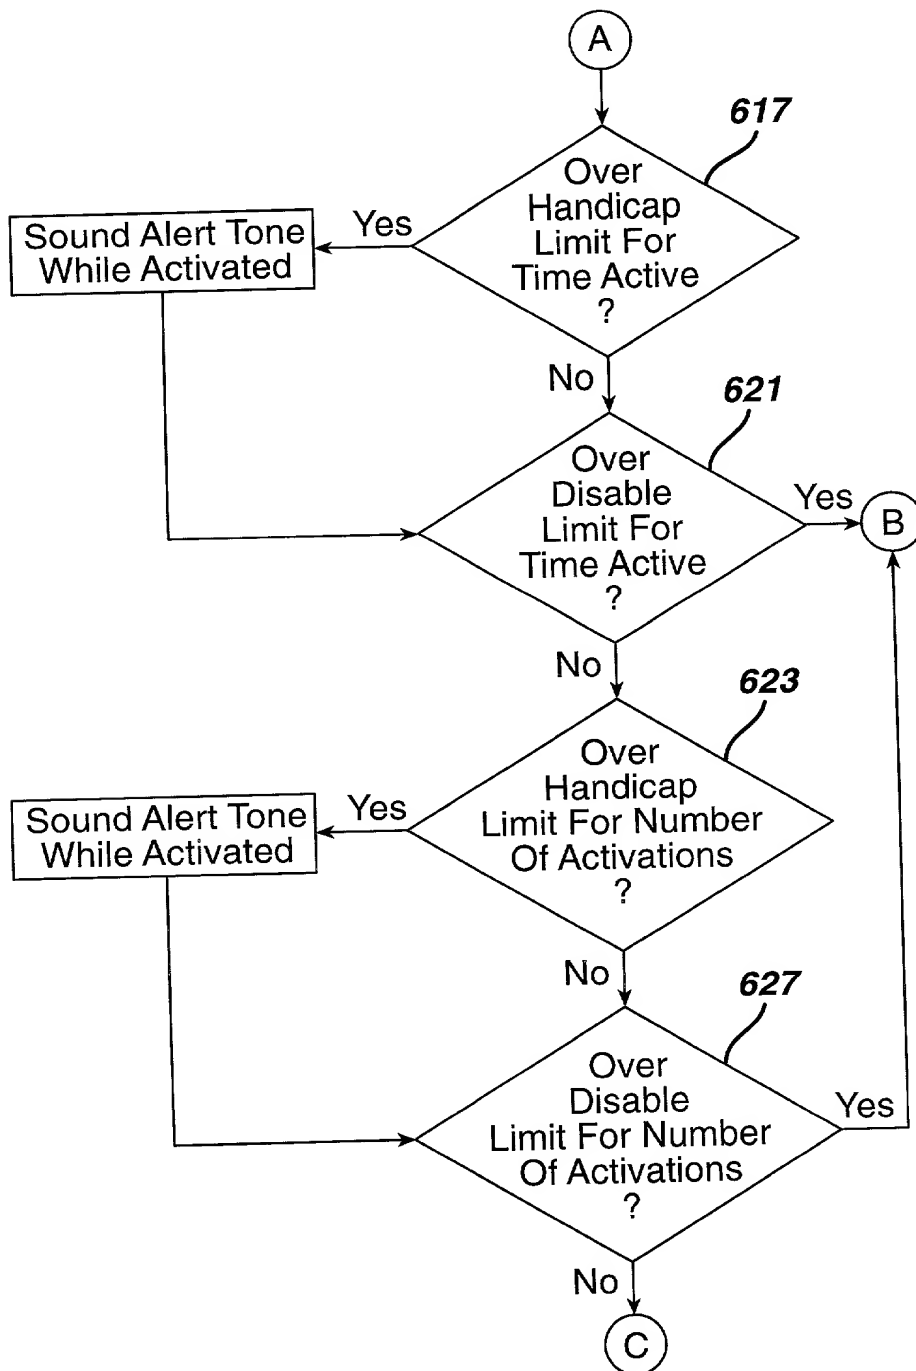 A
617
Over
Handicap
Limit For
Time Active
?
Yes
Sound Alert Tone
While Activated
No
621
Over
Disable
Limit For
Time Active
?
Yes
B
No
623
Over
Handicap
Limit For Number
Of Activations
?
Yes
Sound Alert Tone
While Activated
No
627
Over
Disable
Limit For Number
Of Activations
?
Yes
No
C